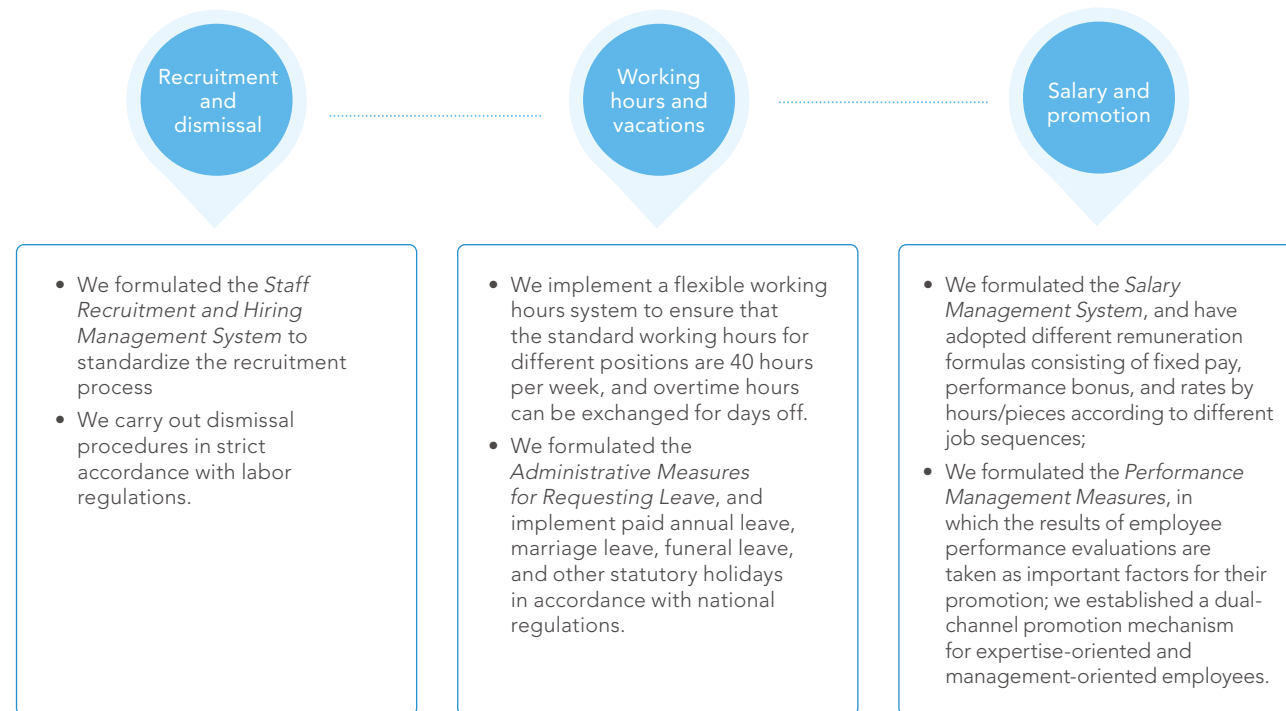 Recruitment
and
dismissal
Working
hours and
vacations
Salary and
promotion
• We formulated the Staff
Recruitment and Hiring
Management System to
standardize the recruitment
process
• We carry out dismissal
procedures in strict
accordance with labor
regulations.
• We implement a flexible working
hours system to ensure that
the standard working hours for
different positions are 40 hours
per week, and overtime hours
can be exchanged for days off.
• We formulated the
Administrative Measures
for Requesting Leave, and
implement paid annual leave,
marriage leave, funeral leave,
and other statutory holidays
in accordance with national
regulations.
• We formulated the Salary
Management System, and have
adopted different remuneration
formulas consisting of fixed pay,
performance bonus, and rates by
hours/pieces according to different
job sequences;
• We formulated the Performance
Management Measures, in
which the results of employee
performance evaluations are
taken as important factors for their
promotion; we established a dual-
channel promotion mechanism
for expertise-oriented and
management-oriented employees.